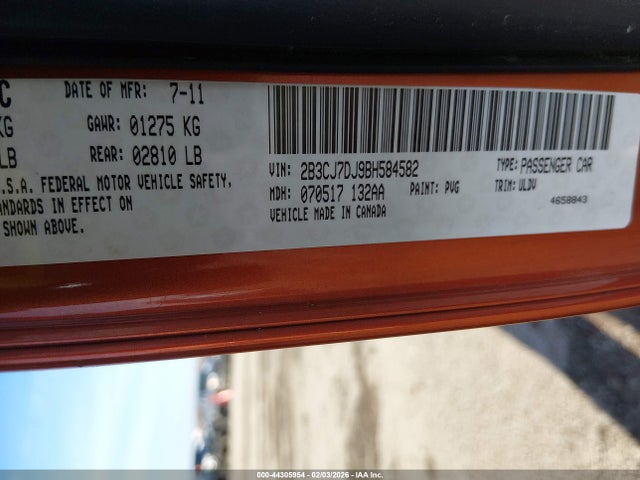 C DATE OF MFR: 7-11
KG GAWR: 01275 KG
LB REAR: 02810 LB
.S.A. FEDERAL MOTOR VEHICLE SAFETY,
ANDARDS IN EFFECT ON
SHOWN ABOVE.
VIN: 2B3CJ7DJ9BH584582 TYPE: PASSENGER CAR
MDH: 070517 132AA PAINT: PVG TRIM: ULDV
VEHICLE MADE IN CANADA 4658843
000-44305954 - 02/03/2026 - IAA Inc.